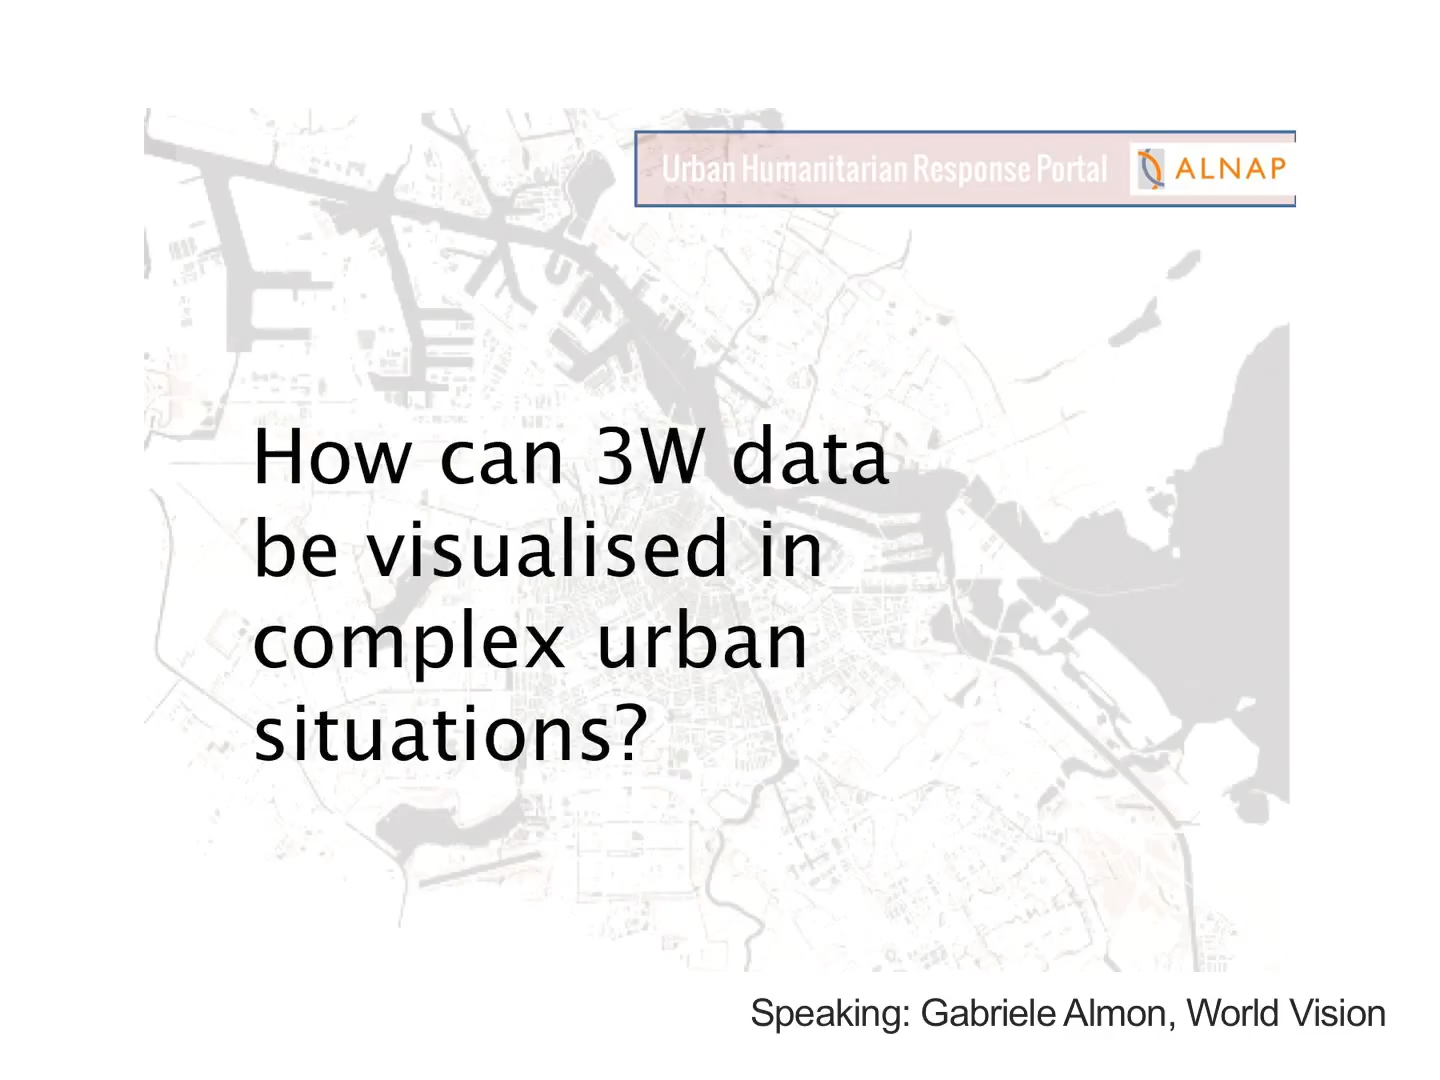 Urban Humanitarian Response Portal ALNAP
How can 3W data
be visualised in
complex urban
situations?
Speaking: Gabriele Almon, World Vision